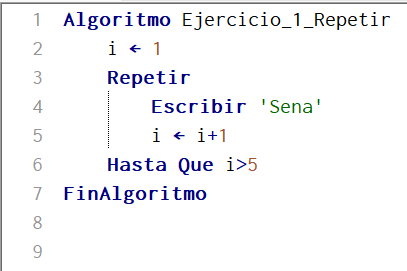 1 Algoritmo Ejercicio_1_Repetir
2 i ← 1
3 Repetir
4 Escribir 'Sena'
5 i ← i+1
6 Hasta Que i>5
7 FinAlgoritmo
8
9